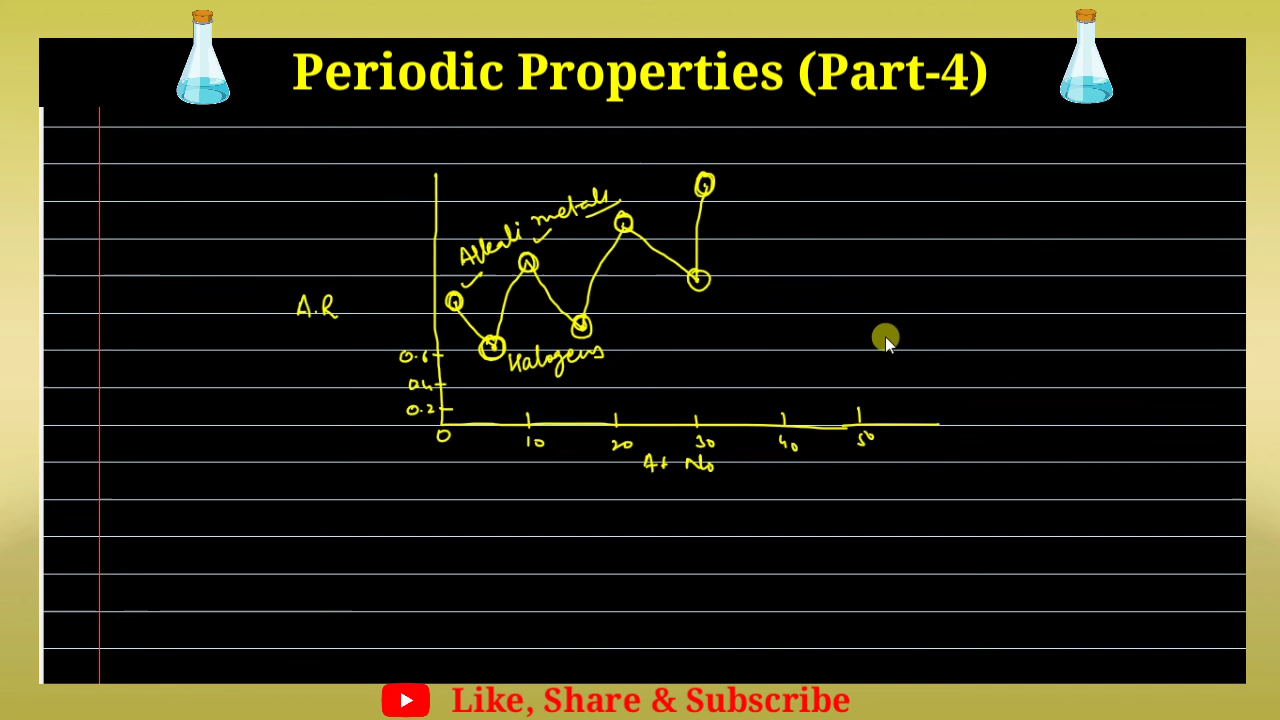 Periodic Properties (Part-4)
Alkali metals
A.R
Halogens
0.6
0.4
0.2
0 10 20 30 40 50
At No
Like, Share & Subscribe